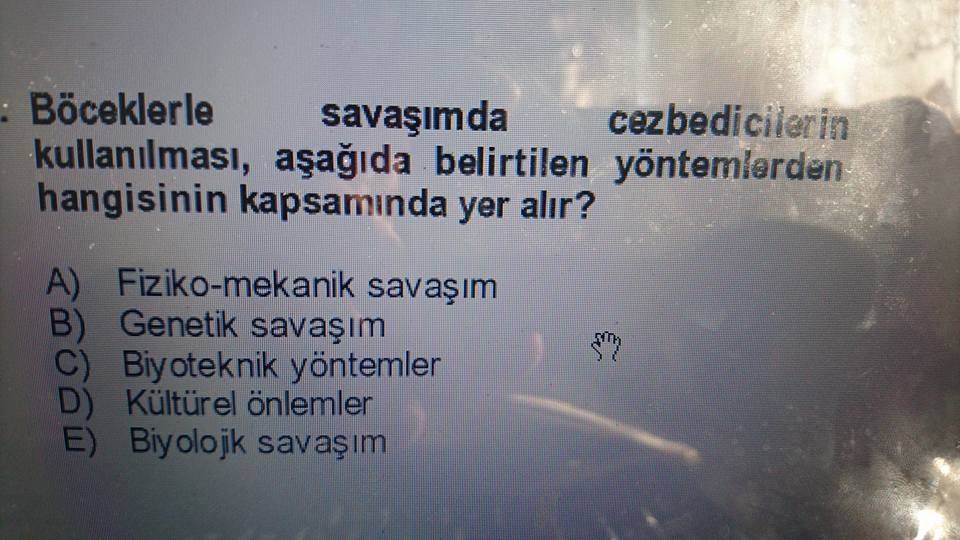 . Böceklerle savaşımda cezbedicilerin
kullanılması, aşağıda belirtilen yöntemlerden
hangisinin kapsamında yer alır?
A) Fiziko-mekanik savaşım
B) Genetik savaşım
C) Biyoteknik yöntemler
D) Kültürel önlemler
E) Biyolojik savaşım